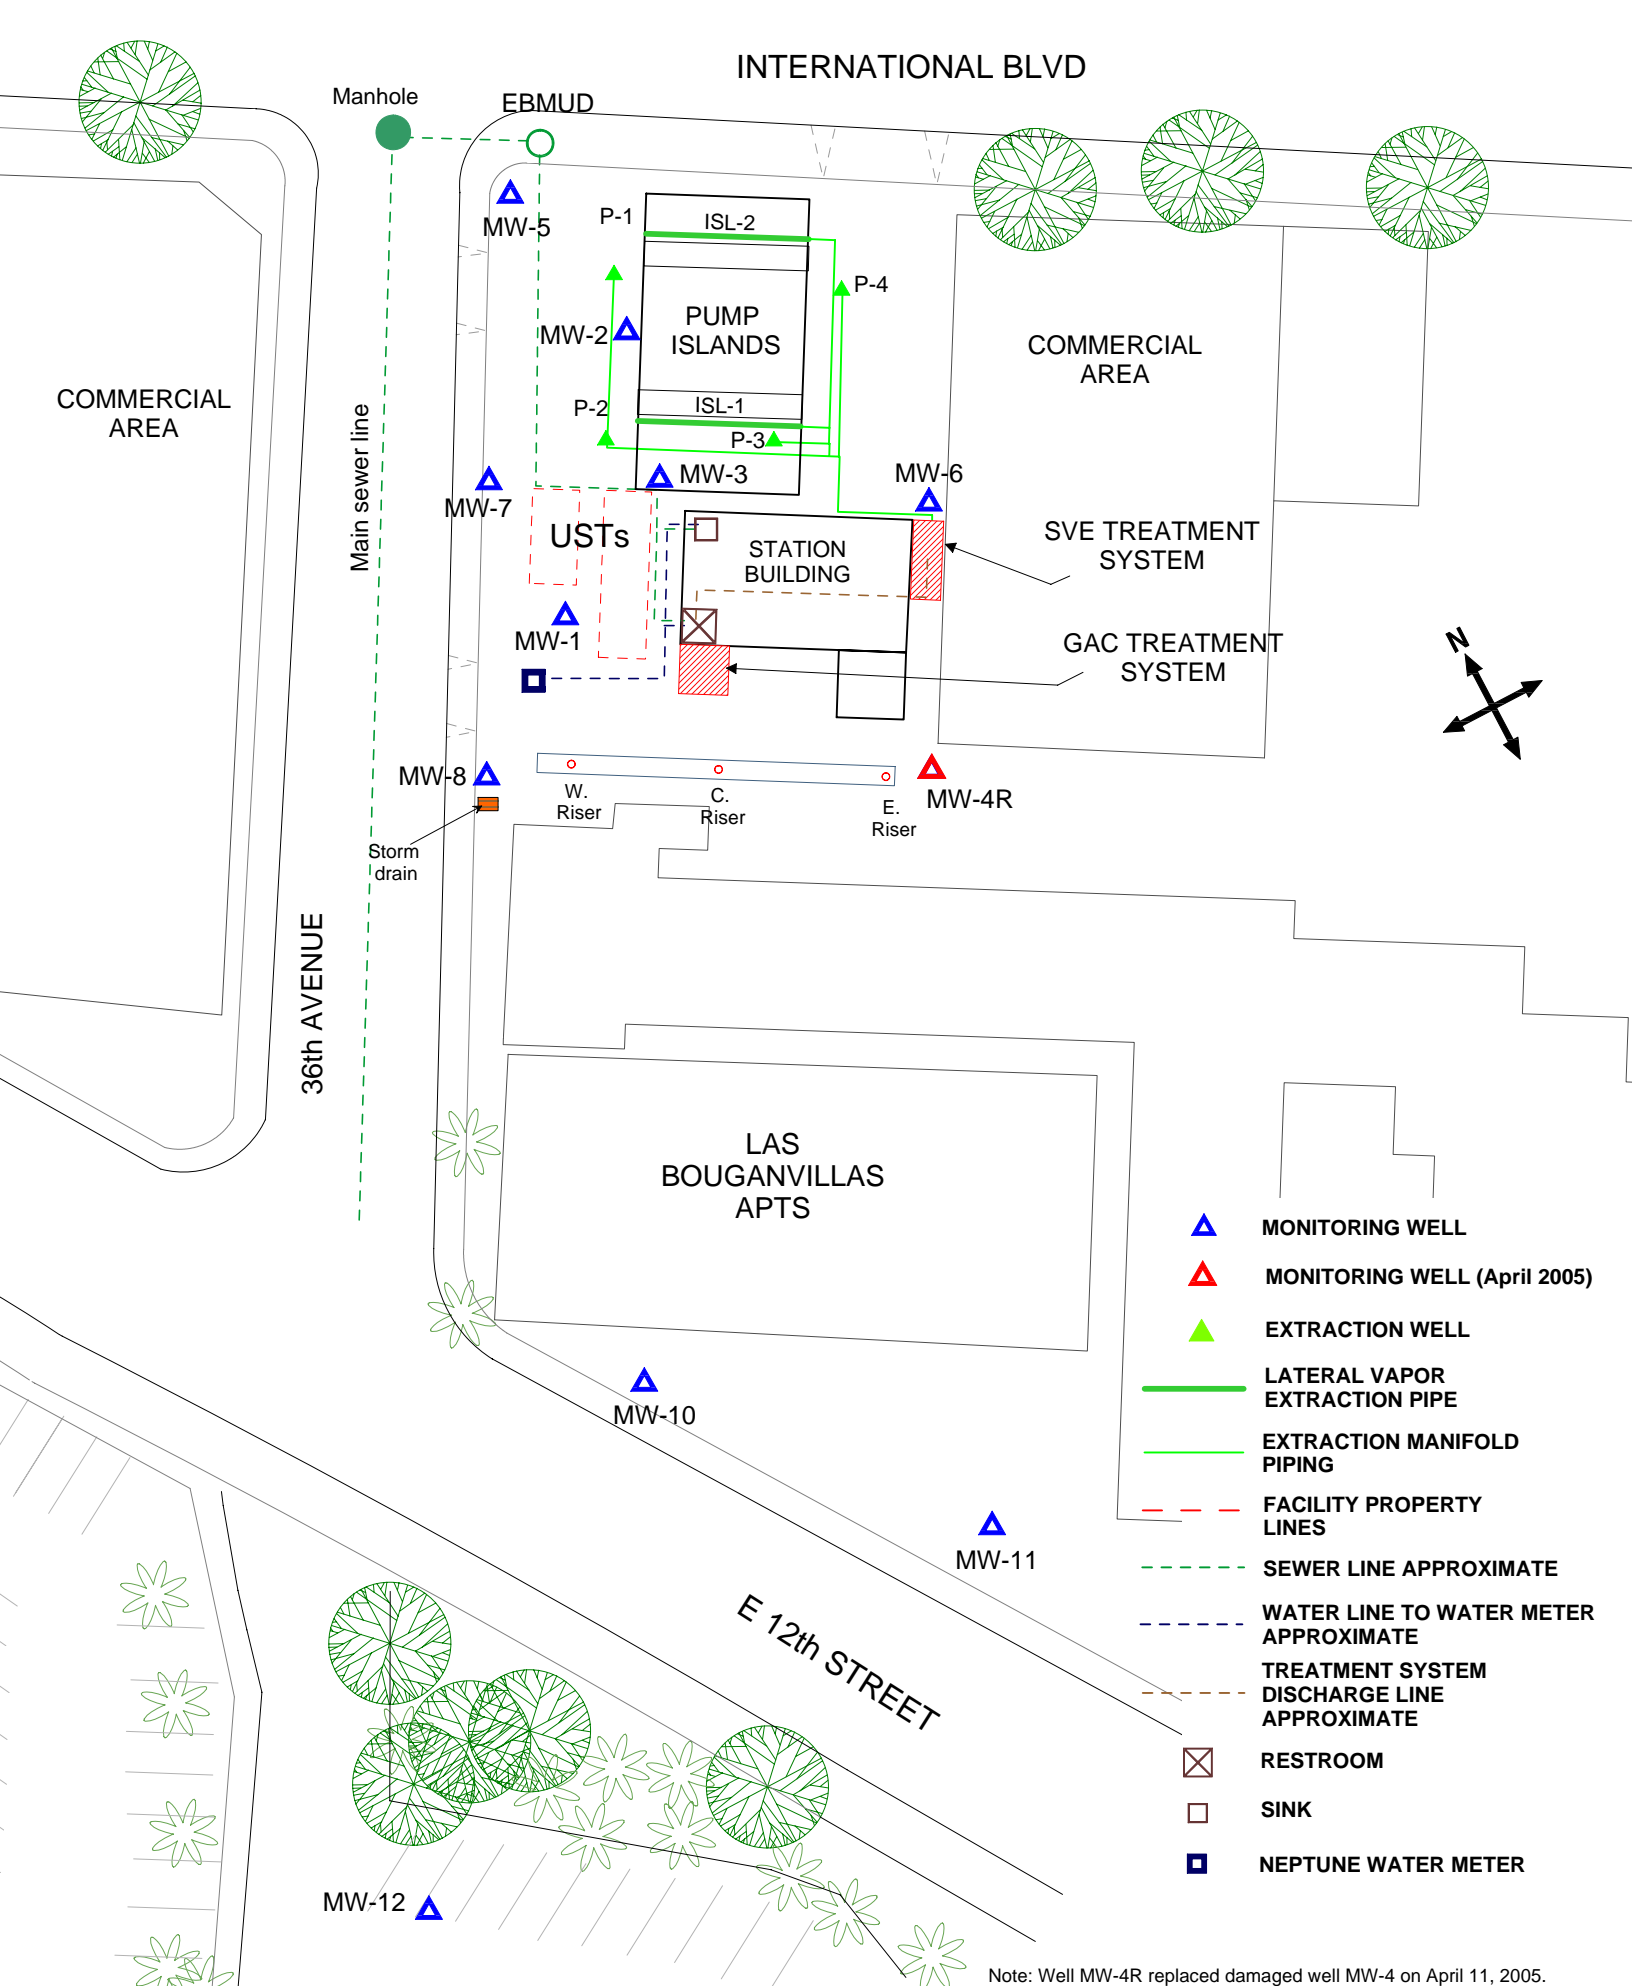 INTERNATIONAL BLVD
Manhole
EBMUD
MW-5
P-1
ISL-2
P-4
MW-2
PUMP
ISLANDS
COMMERCIAL
AREA
COMMERCIAL
AREA
P-2
ISL-1
P-3
Main sewer line
MW-3
MW-6
MW-7
USTs
STATION
BUILDING
SVE TREATMENT
SYSTEM
MW-1
GAC TREATMENT
SYSTEM
N
MW-8
W.
Riser
C.
Riser
E.
Riser
MW-4R
Storm
drain
36th AVENUE
LAS
BOUGANVILLAS
APTS
MW-10
MW-11
E 12th STREET
MW-12
MONITORING WELL
MONITORING WELL (April 2005)
EXTRACTION WELL
LATERAL VAPOR
EXTRACTION PIPE
EXTRACTION MANIFOLD
PIPING
FACILITY PROPERTY
LINES
SEWER LINE APPROXIMATE
WATER LINE TO WATER METER
APPROXIMATE
TREATMENT SYSTEM
DISCHARGE LINE
APPROXIMATE
RESTROOM
SINK
NEPTUNE WATER METER
Note: Well MW-4R replaced damaged well MW-4 on April 11, 2005.